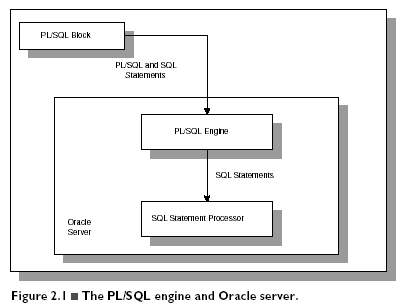 PL/SQL Block
PL/SQL and SQL
Statements
PL/SQL Engine
SQL Statements
SQL Statement Processor
Oracle
Server
Figure 2.1 ■ The PL/SQL engine and Oracle server.